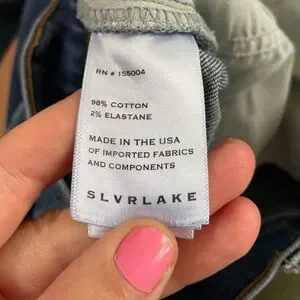 RN # 155004
98% COTTON
2% ELASTANE
MADE IN THE USA
OF IMPORTED FABRICS
AND COMPONENTS
SLVRLAKE